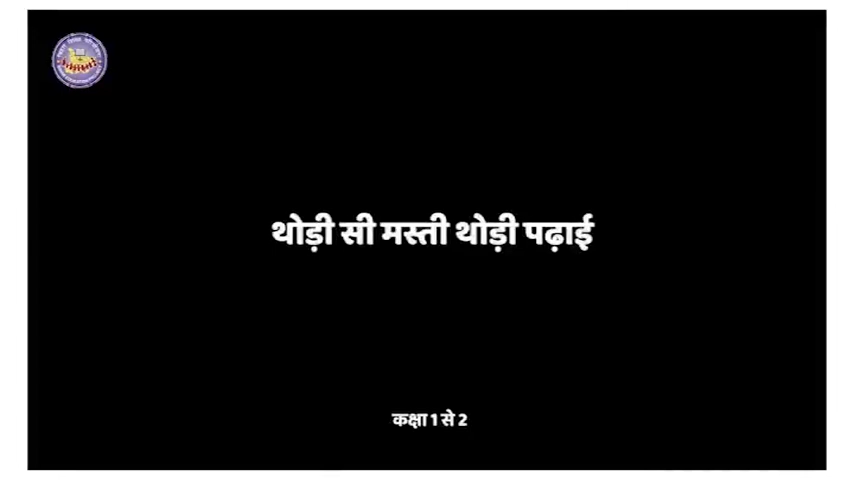 थोड़ी सी मस्ती थोड़ी पढ़ाई
कक्षा 1 से 2